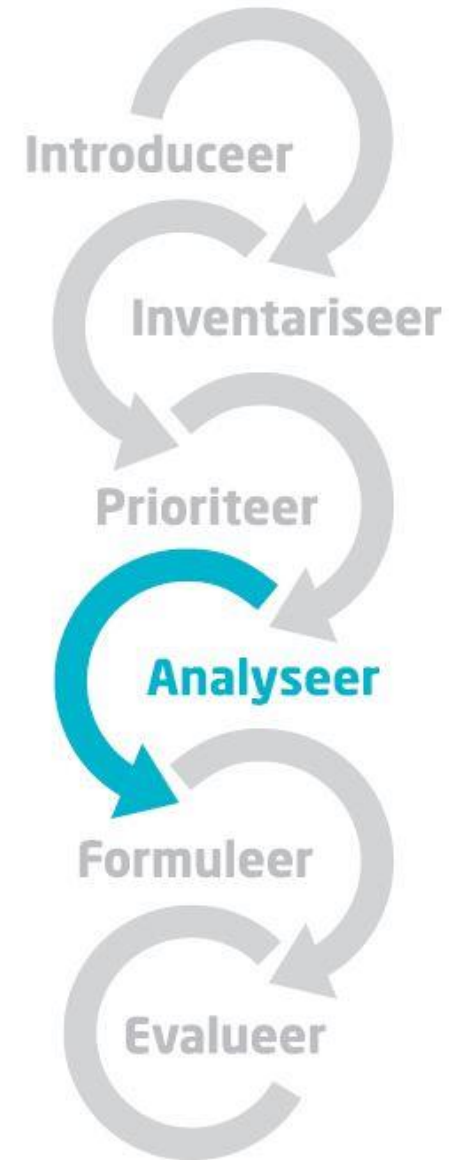 Introduceer
Inventariseer
Prioriteer
Analyseer
Formuleer
Evalueer